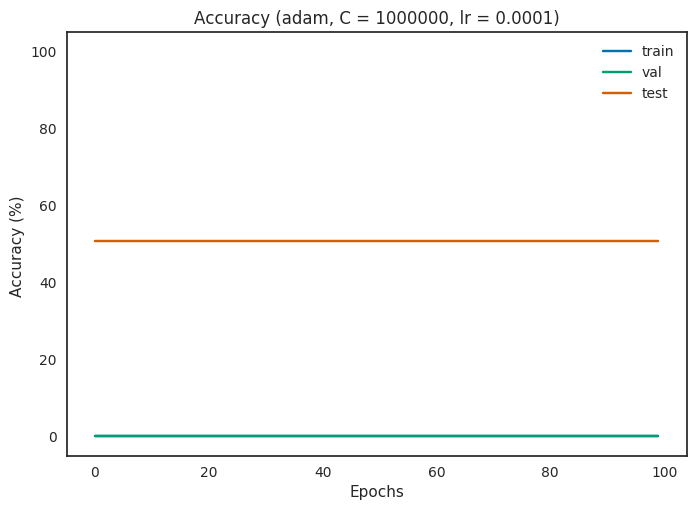 Accuracy (adam, C = 1000000, lr = 0.0001)
100
80
60
40
20
0
Accuracy (%)
train
val
test
0 20 40 60 80 100
Epochs